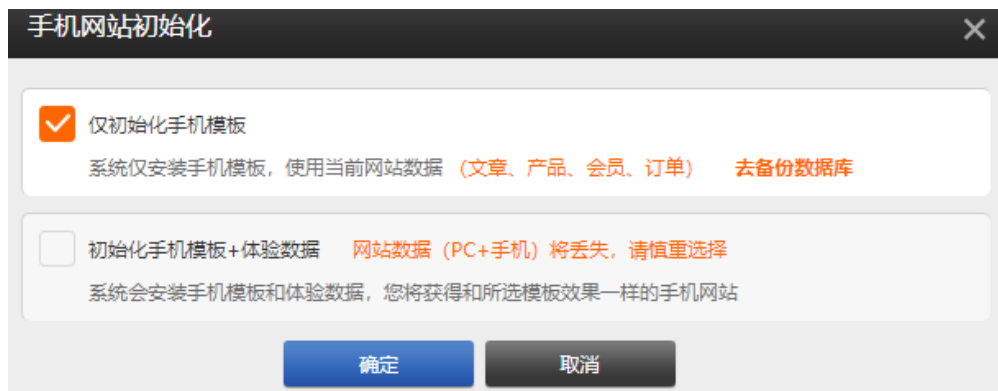 手机网站初始化
仅初始化手机模板
系统仅安装手机模板，使用当前网站数据 （文章、产品、会员、订单） 去备份数据库
初始化手机模板+体验数据 网站数据（PC+手机）将丢失，请慎重选择
系统会安装手机模板和体验数据，您将获得和所选模板效果一样的手机网站
确定 取消